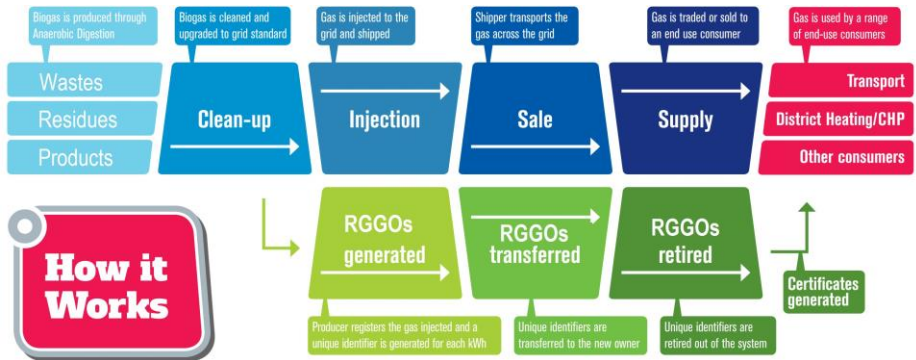 Biogas is produced through
Anaerobic Digestion
Biogas is cleaned and
upgraded to grid standard
Gas is injected to the
grid and shipped
Shipper transports the
gas across the grid
Gas is traded or sold to
an end use consumer
Gas is used by a range
of end-use consumers
Wastes
Residues
Products
Clean-up
Injection
Sale
Supply
Transport
District Heating/CHP
Other consumers
How it
Works
RGGOs
generated
RGGOs
transferred
RGGOs
retired
Certificates
generated
Producer registers the gas injected and a
unique identifier is generated for each kWh
Unique identifiers are
transferred to the new owner
Unique identifiers are
retired out of the system